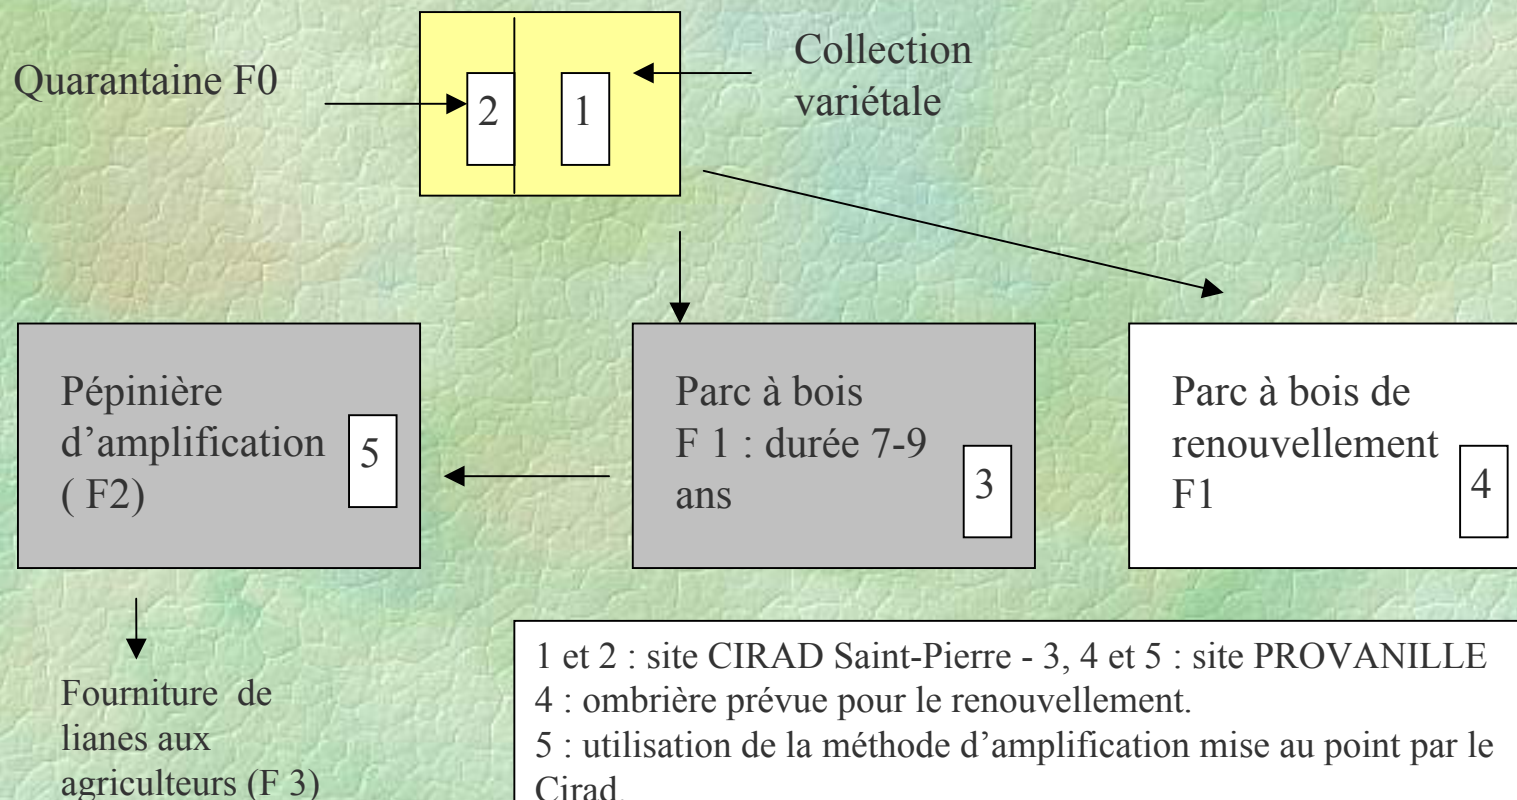 Quarantaine F0
2
1
Collection
variétale
Pépinière
d’amplification
( F2)
5
Parc à bois
F 1 : durée 7-9
ans
3
Parc à bois de
renouvellement
F1
4
Fourniture de
lianes aux
agriculteurs (F 3)
1 et 2 : site CIRAD Saint-Pierre - 3, 4 et 5 : site PROVANILLE
4 : ombrière prévue pour le renouvellement.
5 : utilisation de la méthode d’amplification mise au point par le
Cirad.